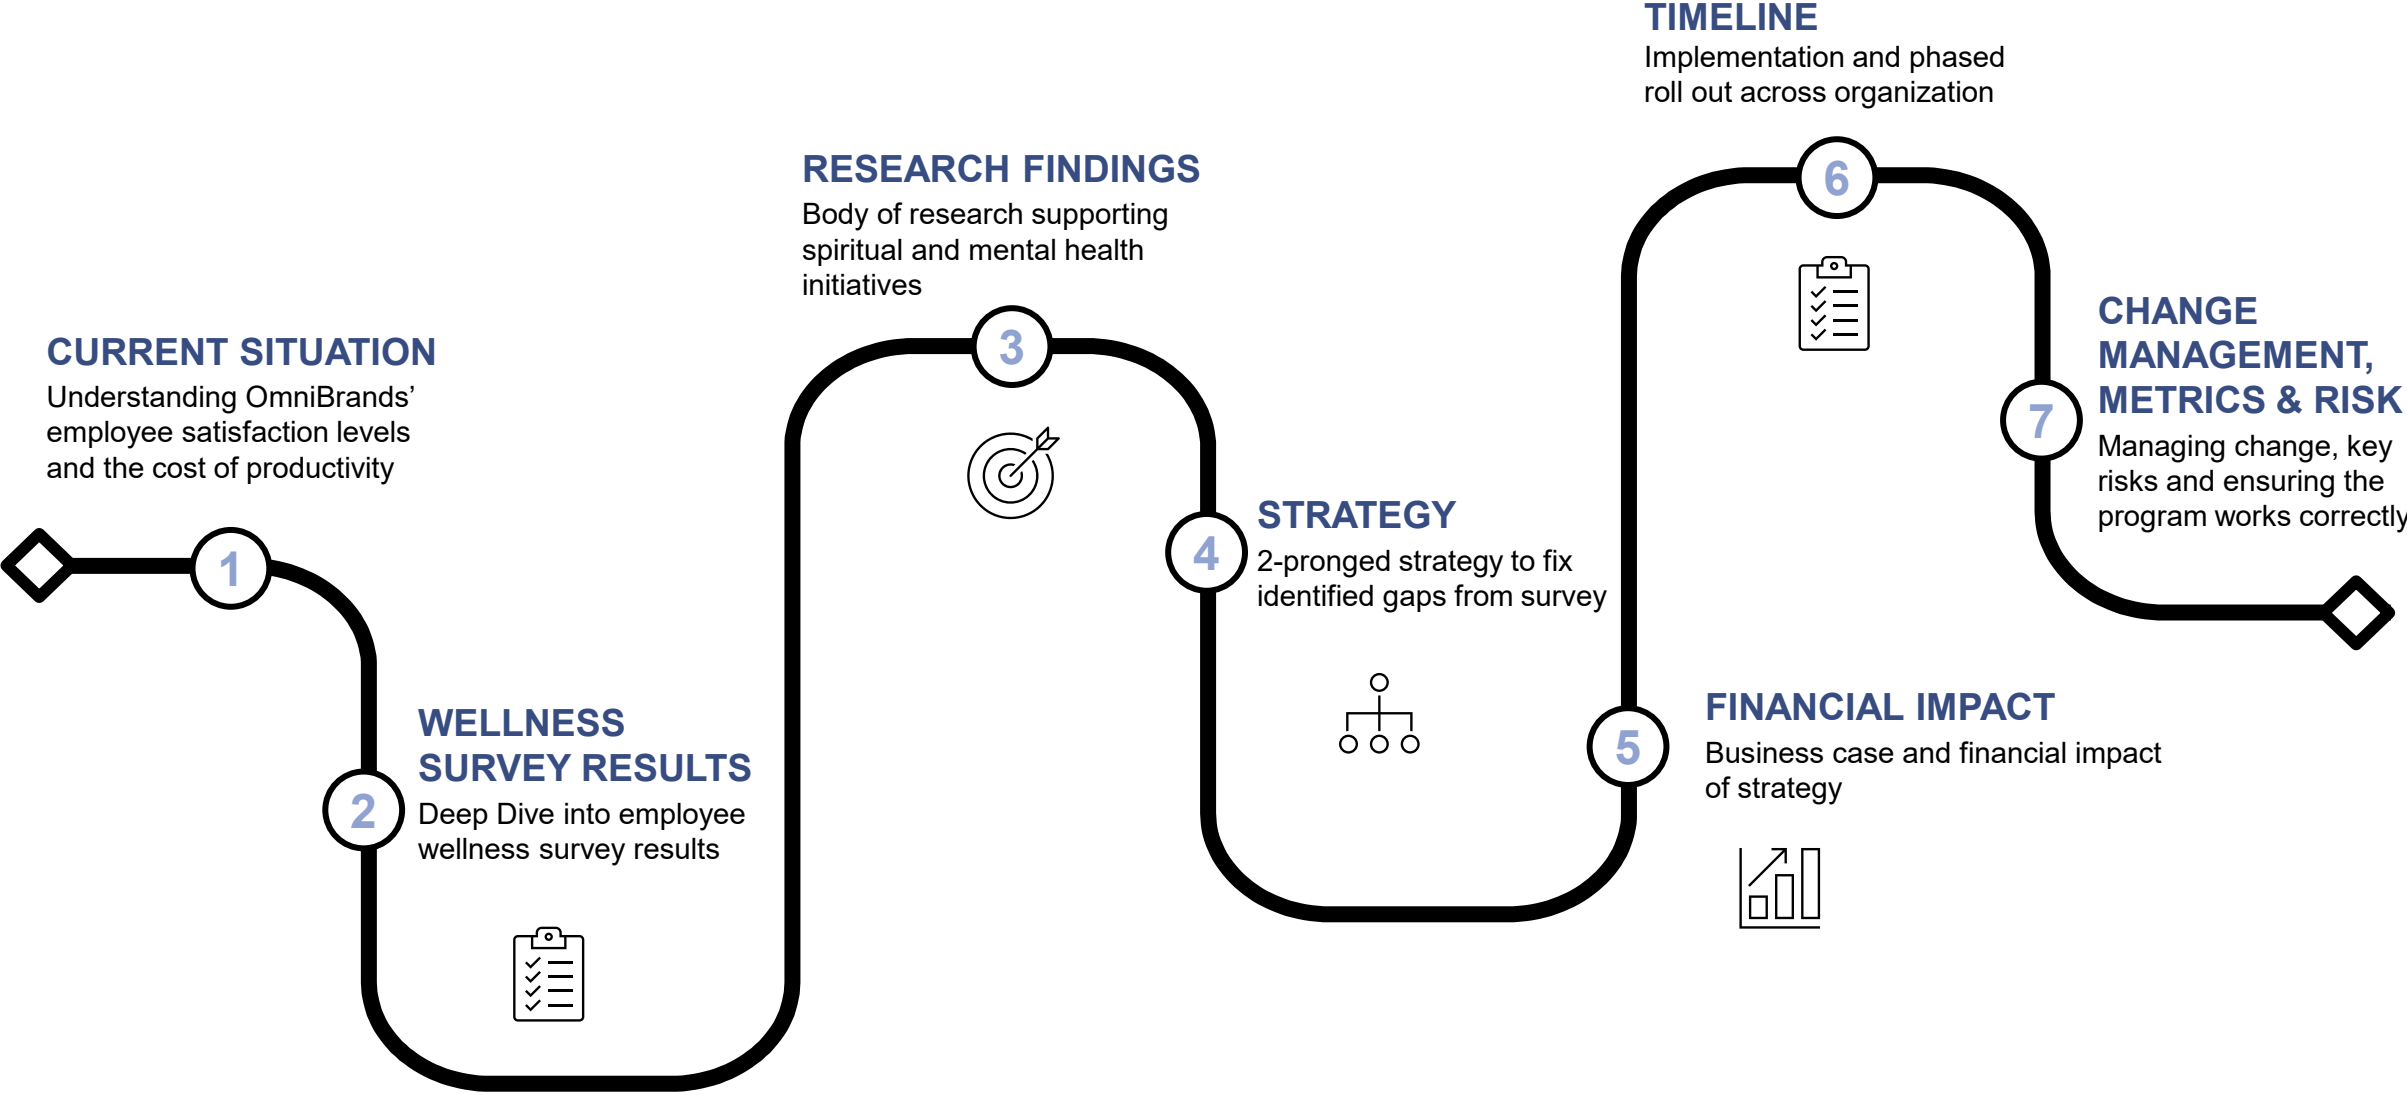 CURRENT SITUATION
Understanding OmniBrands’
employee satisfaction levels
and the cost of productivity
1
2
WELLNESS
SURVEY RESULTS
Deep Dive into employee
wellness survey results
RESEARCH FINDINGS
Body of research supporting
spiritual and mental health
initiatives
3
4
STRATEGY
2-pronged strategy to fix
identified gaps from survey
5
FINANCIAL IMPACT
Business case and financial impact
of strategy
TIMELINE
Implementation and phased
roll out across organization
6
7
CHANGE
MANAGEMENT,
METRICS & RISK
Managing change, key
risks and ensuring the
program works correctly